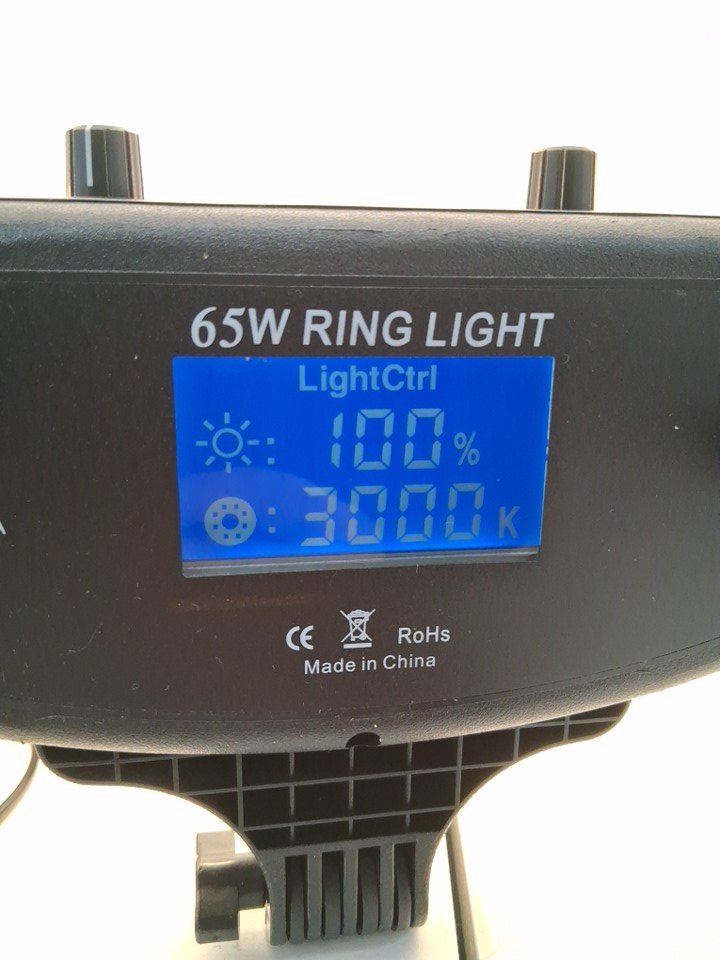 65W RING LIGHT
LightCtrl
: 100%
: 3000K
CE RoHs
Made in China